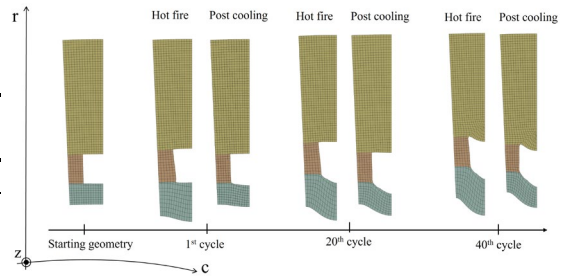 r
Hot fire Post cooling Hot fire Post cooling Hot fire Post cooling
Starting geometry 1st cycle 20th cycle 40th cycle
z
c